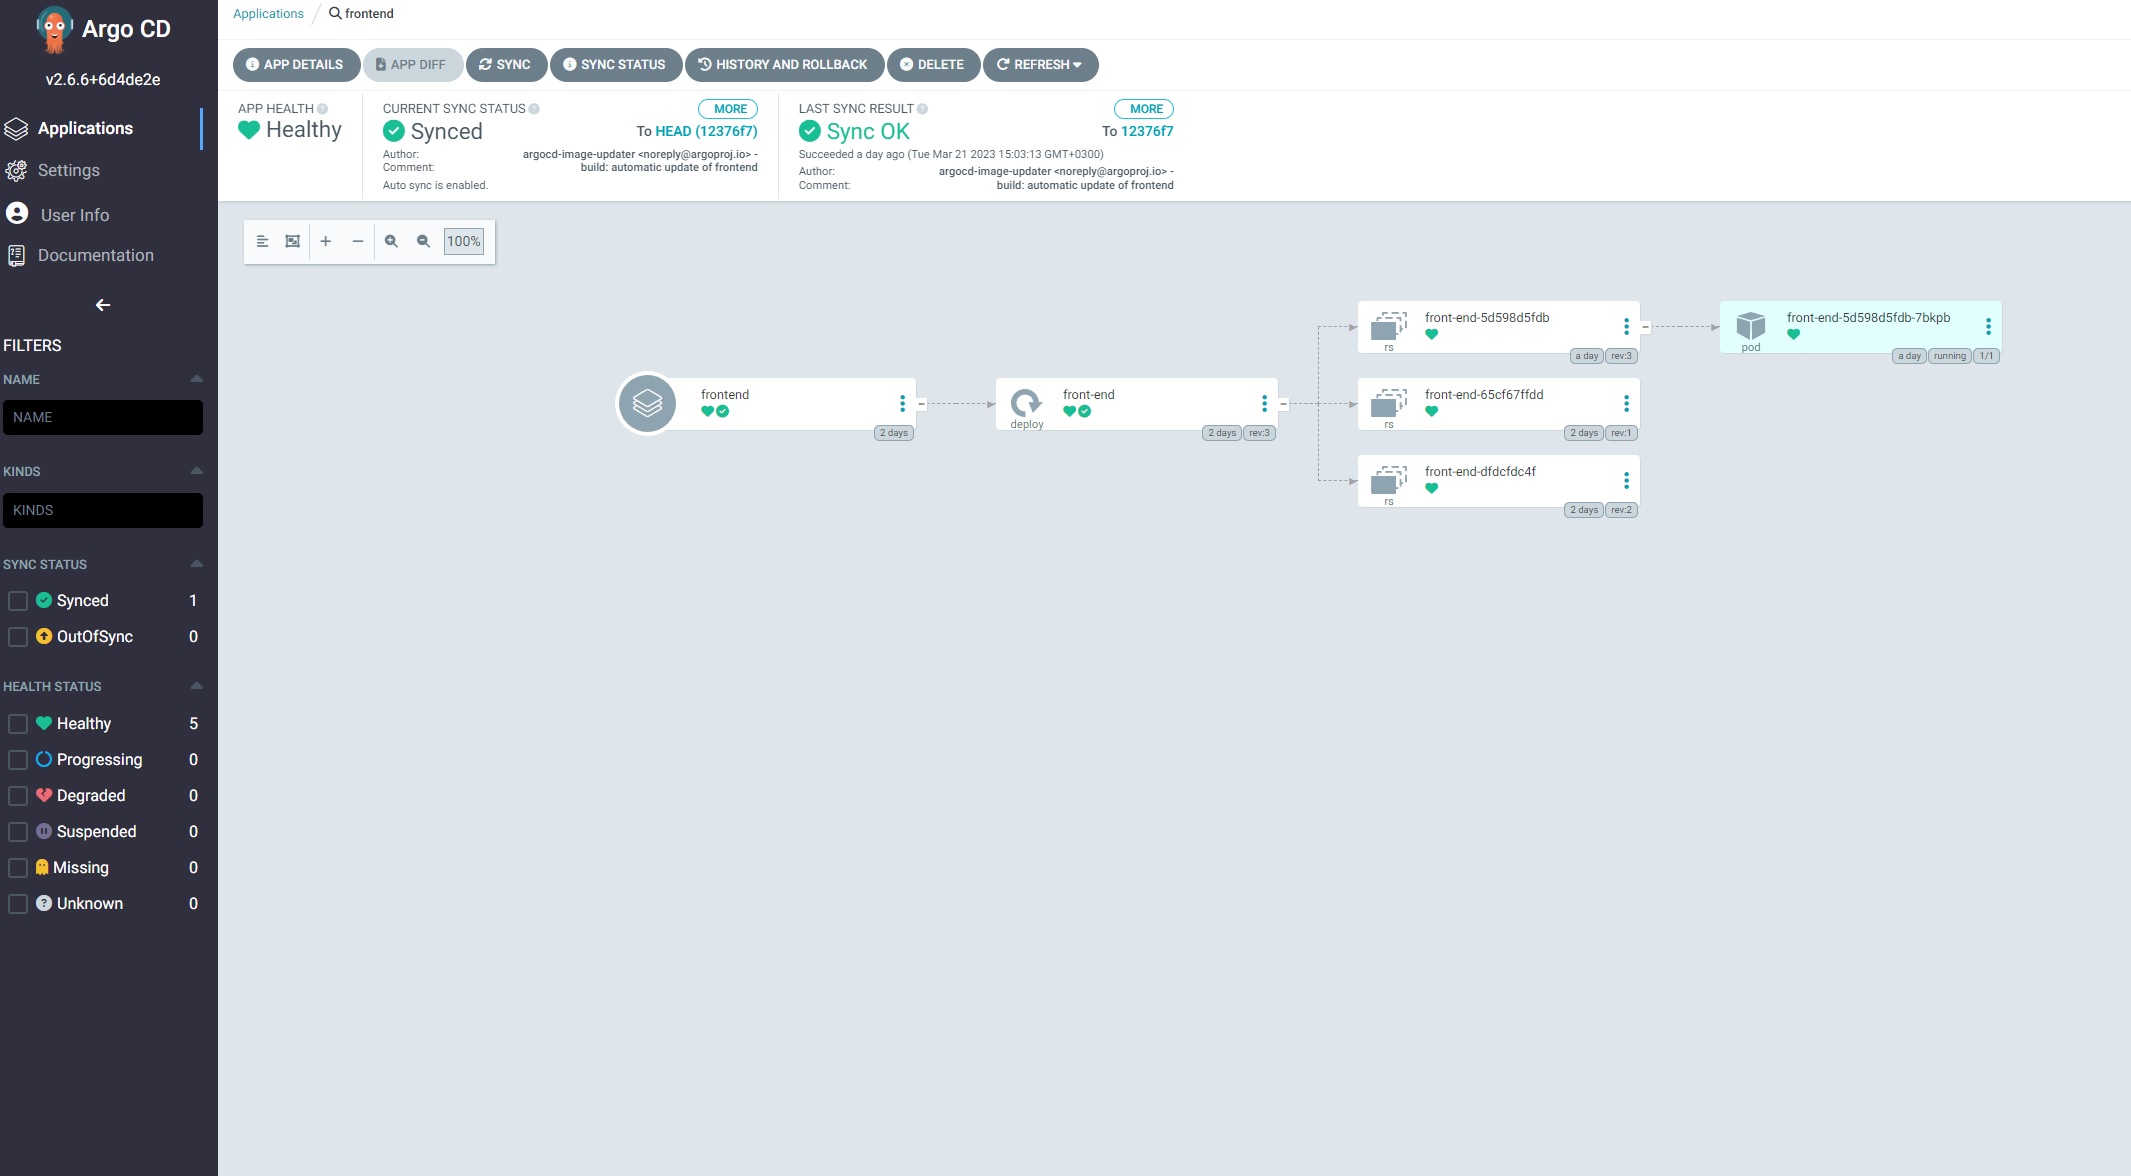 Argo CD
v2.6.6+6d4de2e
Applications
Settings
User Info
Documentation
FILTERS
NAME
NAME
KINDS
KINDS
SYNC STATUS
Synced 1
OutOfSync 0
HEALTH STATUS
Healthy 5
Progressing 0
Degraded 0
Suspended 0
Missing 0
Unknown 0
Applications frontend
APP DETAILS APP DIFF SYNC SYNC STATUS HISTORY AND ROLLBACK DELETE REFRESH
APP HEALTH
Healthy
CURRENT SYNC STATUS MORE
Synced To HEAD (12376f7)
Author: argocd-image-updater <noreply@argoproj.io> -
Comment: build: automatic update of frontend
Auto sync is enabled.
LAST SYNC RESULT MORE
Sync OK To 12376f7
Succeeded a day ago (Tue Mar 21 2023 15:03:13 GMT+0300)
Author: argocd-image-updater <noreply@argoproj.io> -
Comment: build: automatic update of frontend
100%
frontend
2 days
front-end
deploy
2 days rev:3
front-end-5d598d5fdb
rs
a day rev:3
front-end-65cf67ffdd
rs
2 days rev:1
front-end-dfdcfdc4f
rs
2 days rev:2
front-end-5d598d5fdb-7bkpb
pod
a day running 1/1